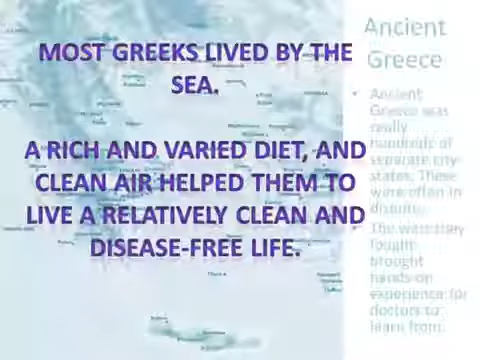 MOST GREEKS LIVED BY THE
SEA.
A RICH AND VARIED DIET, AND
CLEAN AIR HELPED THEM TO
LIVE A RELATIVELY CLEAN AND
DISEASE-FREE LIFE.
Ancient
Greece
• Ancient
Greece was
really
hundreds of
separate city-
states. These
were often in
dispute.
• The wars they
fought
brought
hands-on
experience for
doctors to
learn from.